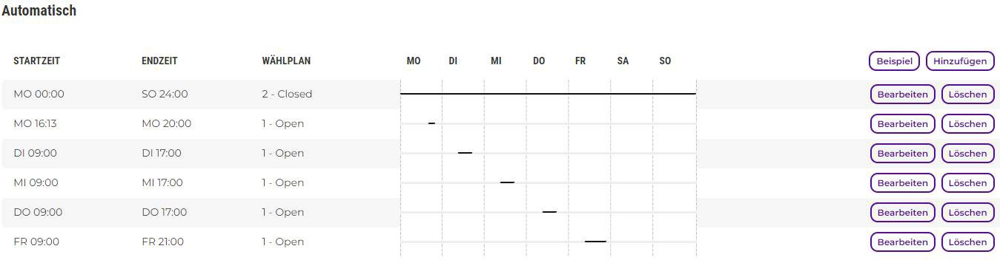 Automatisch
STARTZEIT ENDZEIT WÄHLPLAN MO DI MI DO FR SA SO Beispiel Hinzufügen
MO 00:00 SO 24:00 2 - Closed Bearbeiten Löschen
MO 16:13 MO 20:00 1 - Open Bearbeiten Löschen
DI 09:00 DI 17:00 1 - Open Bearbeiten Löschen
MI 09:00 MI 17:00 1 - Open Bearbeiten Löschen
DO 09:00 DO 17:00 1 - Open Bearbeiten Löschen
FR 09:00 FR 21:00 1 - Open Bearbeiten Löschen